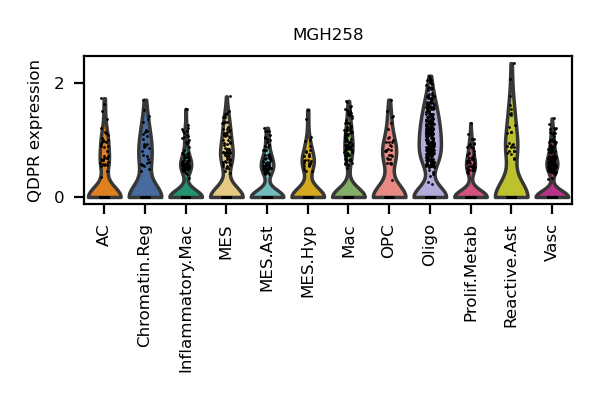 MGH258
QDPR expression
2
0
AC
Chromatin.Reg
Inflammatory.Mac
MES
MES.Ast
MES.Hyp
Mac
OPC
Oligo
Prolif.Metab
Reactive.Ast
Vasc